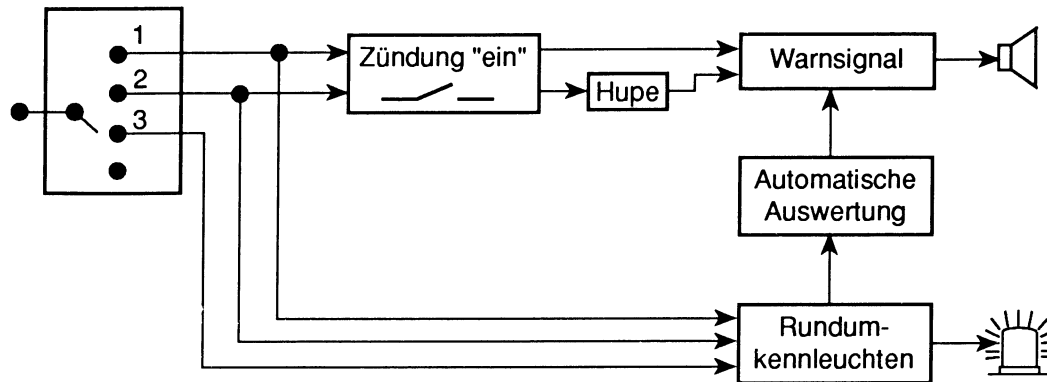 1
2
3
Zündung "ein"
Hupe
Warnsignal
Automatische
Auswertung
Rundum-
kennleuchten